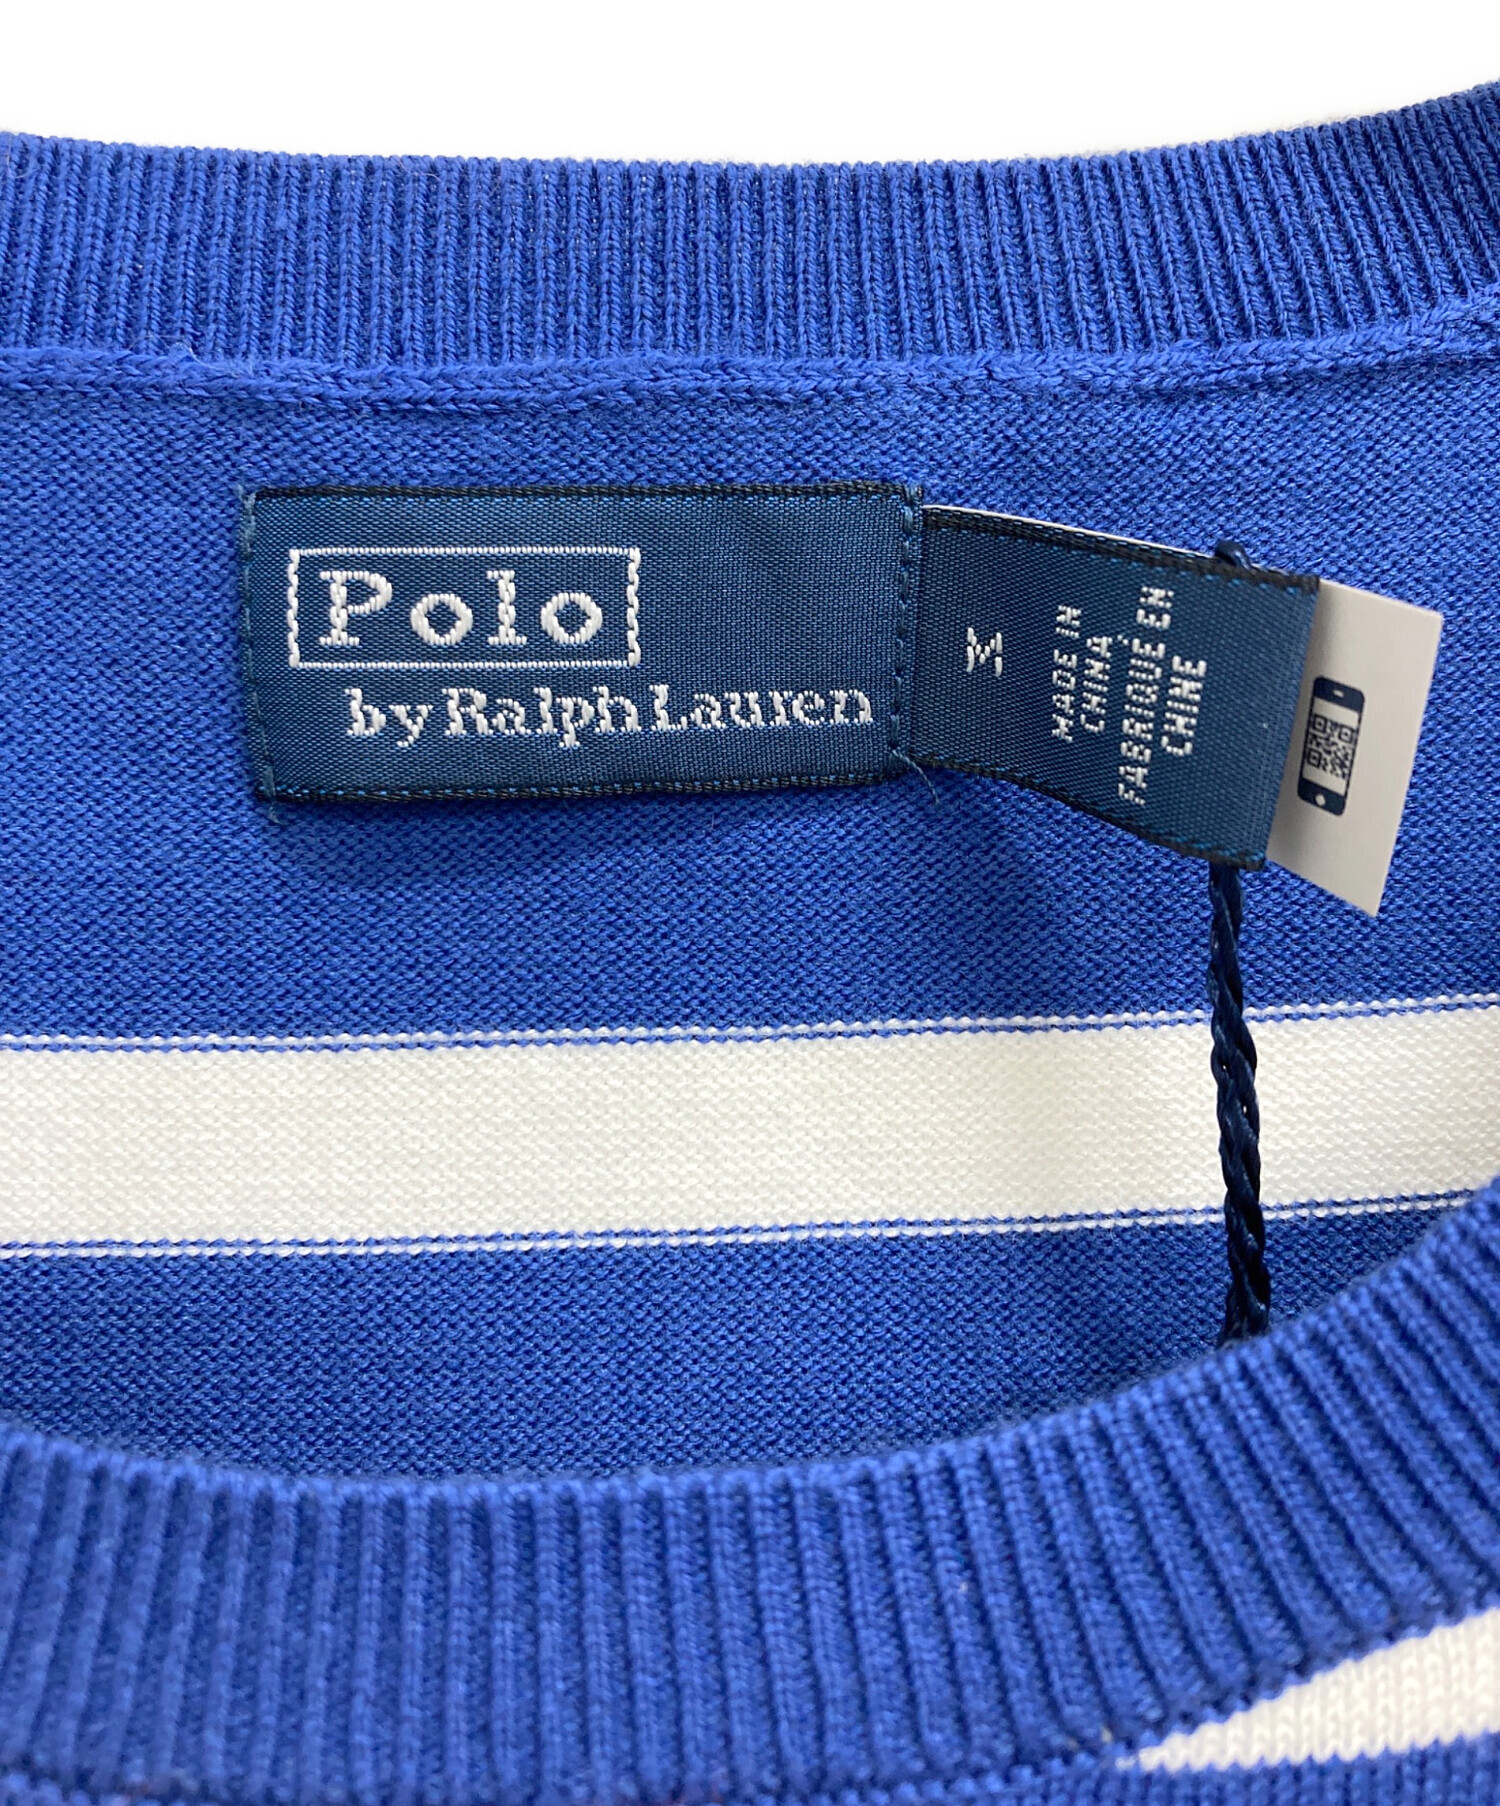 Polo
by Ralph Lauren
M
MADE IN
CHINA
FABRIQUÉ EN
CHINE